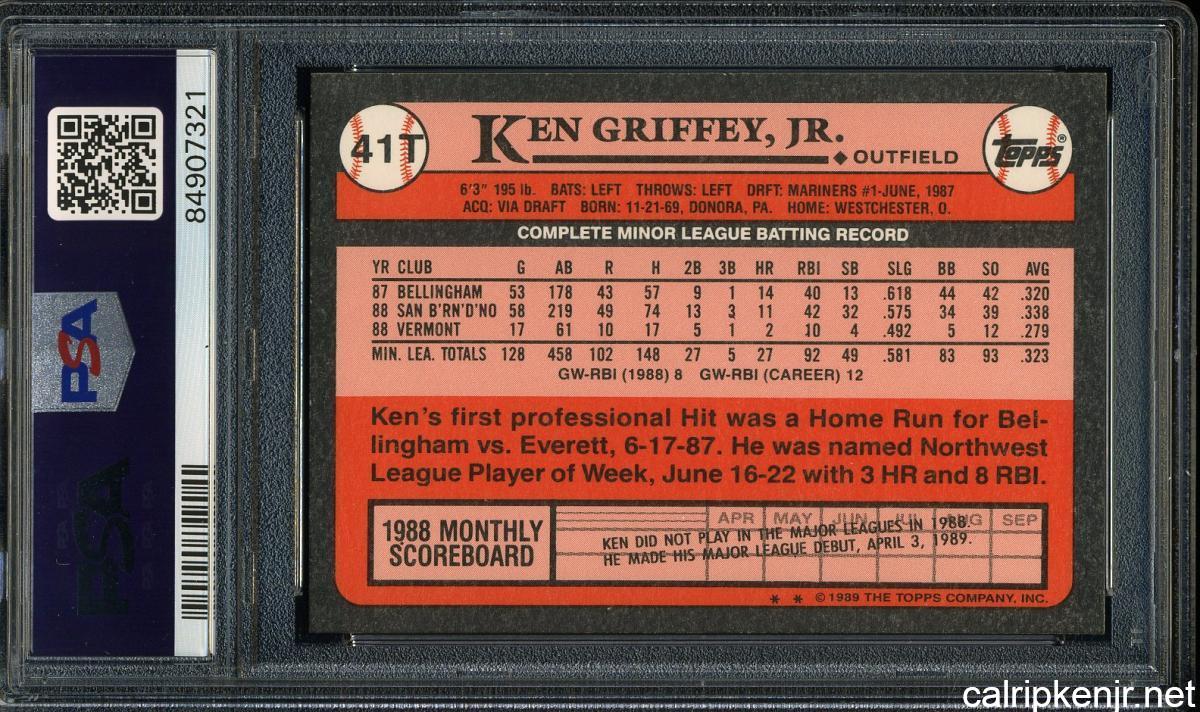 84907321
PSA
PSA
41T
KEN GRIFFEY, JR.
OUTFIELD
TOPPS®
6'3" 195 lb. BATS: LEFT THROWS: LEFT DRFT: MARINERS #1-JUNE, 1987
ACQ: VIA DRAFT BORN: 11-21-69, DONORA, PA. HOME: WESTCHESTER, O.
COMPLETE MINOR LEAGUE BATTING RECORD
YR CLUB G AB R H 2B 3B HR RBI SB SLG BB SO AVG
87 BELLINGHAM 53 178 43 57 9 1 14 40 13 .618 44 42 .320
88 SAN B'RN'D'NO 58 219 49 74 13 3 11 42 32 .575 34 39 .338
88 VERMONT 17 61 10 17 5 1 2 10 4 .492 5 12 .279
MIN. LEA. TOTALS 128 458 102 148 27 5 27 92 49 .581 83 93 .323
GW-RBI (1988) 8 GW-RBI (CAREER) 12
Ken's first professional Hit was a Home Run for Bel-
lingham vs. Everett, 6-17-87. He was named Northwest
League Player of Week, June 16-22 with 3 HR and 8 RBI.
1988 MONTHLY
SCOREBOARD
APR MAY JUN JUL AUG SEP
KEN DID NOT PLAY IN THE MAJOR LEAGUES IN 1988.
HE MADE HIS MAJOR LEAGUE DEBUT, APRIL 3, 1989.
* * © 1989 THE TOPPS COMPANY, INC.
calripkenjr.net